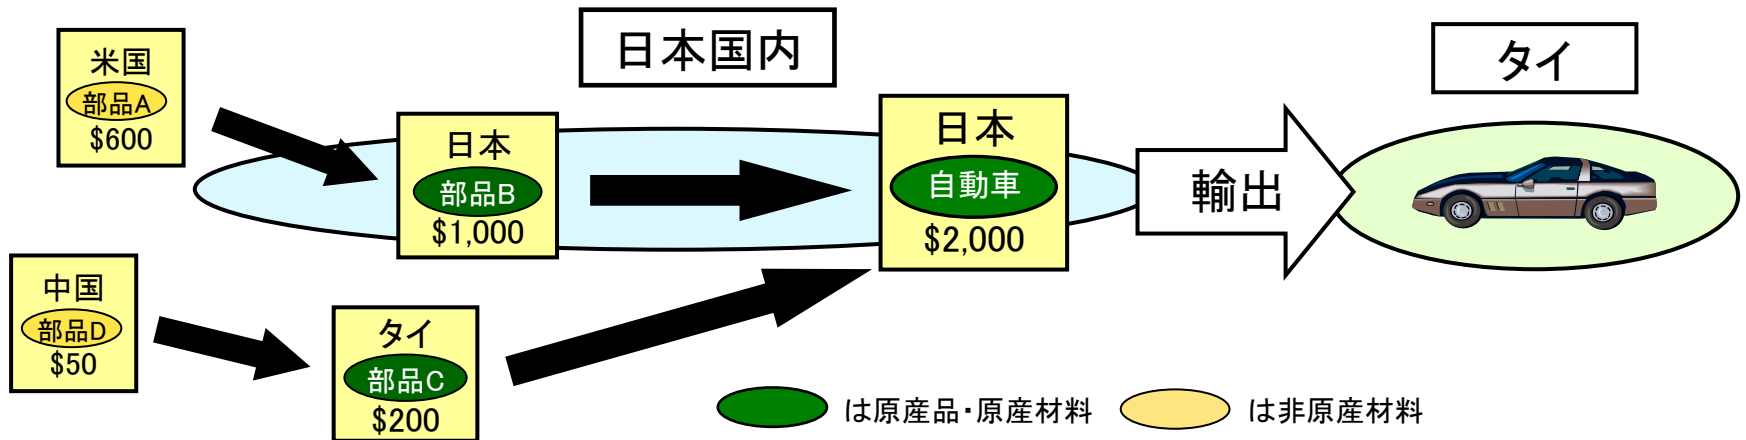 日本国内
タイ
米国
部品A
$600
日本
部品B
$1,000
日本
自動車
$2,000
輸出
中国
部品D
$50
タイ
部品C
$200
は原産品・原産材料
は非原産材料